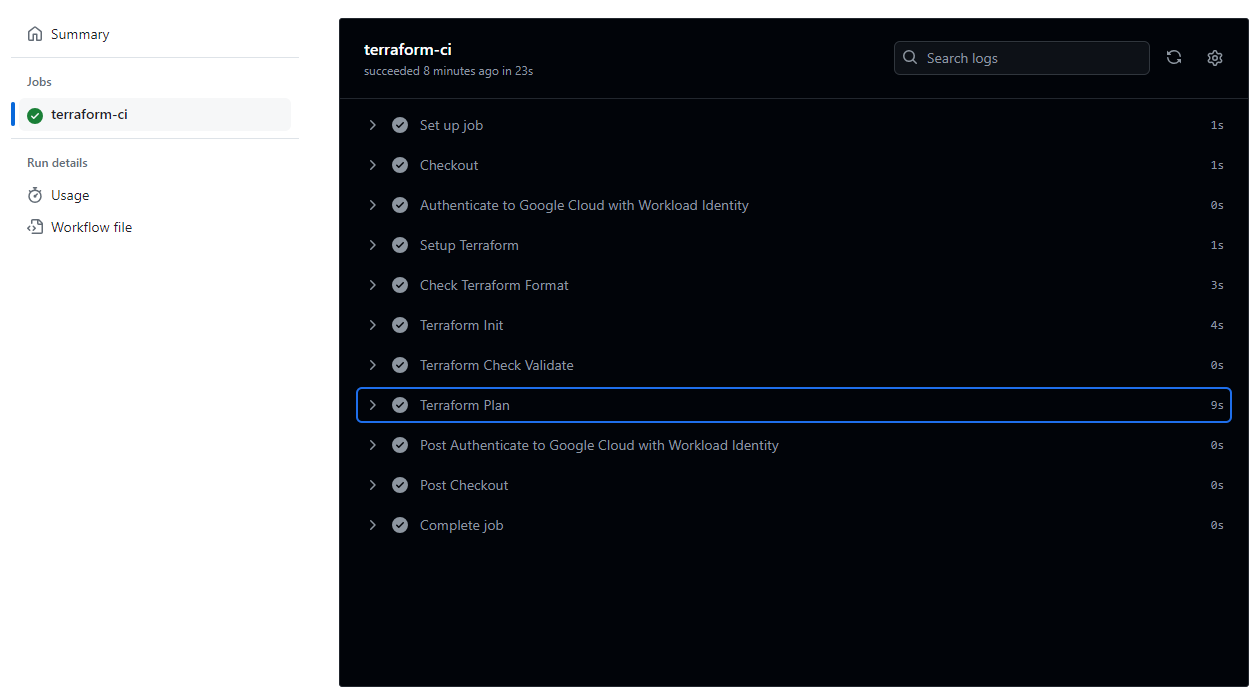 Summary
Jobs
terraform-ci
Run details
Usage
Workflow file
terraform-ci
succeeded 8 minutes ago in 23s
Search logs
Set up job 1s
Checkout 1s
Authenticate to Google Cloud with Workload Identity 0s
Setup Terraform 1s
Check Terraform Format 3s
Terraform Init 4s
Terraform Check Validate 0s
Terraform Plan 9s
Post Authenticate to Google Cloud with Workload Identity 0s
Post Checkout 0s
Complete job 0s